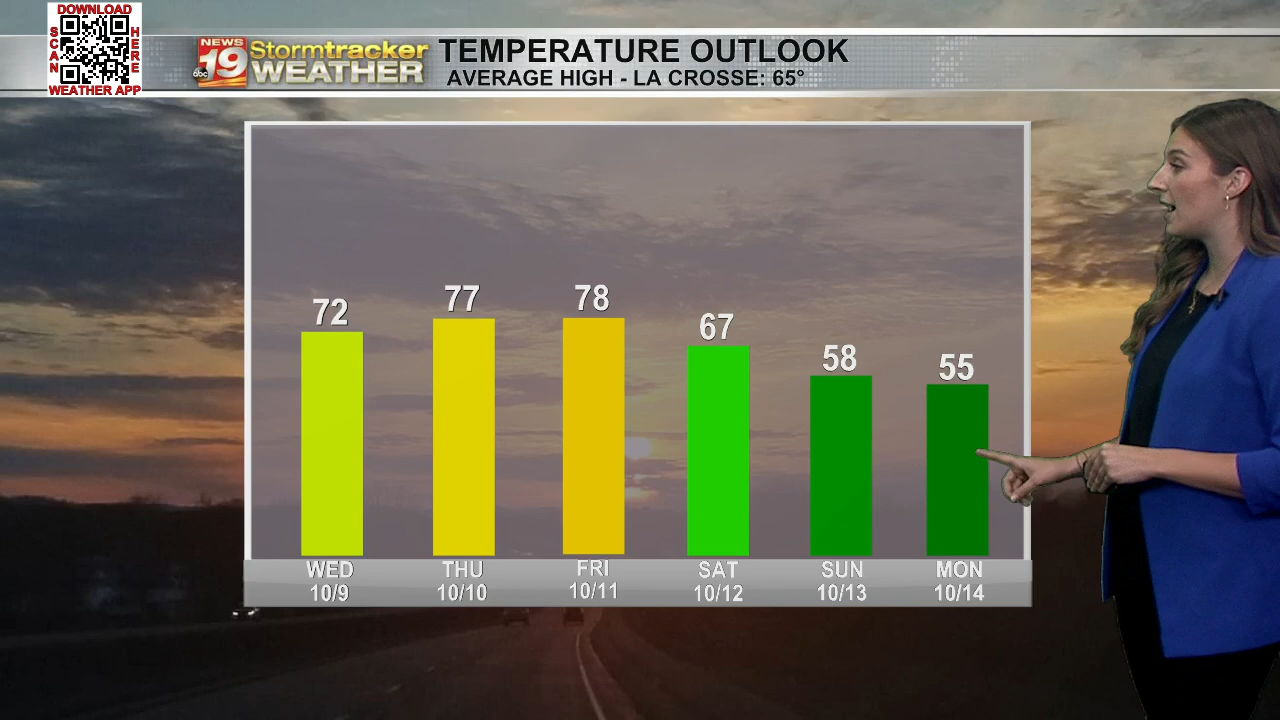 DOWNLOAD
SCAN
HERE
WEATHER APP
NEWS
abc 19
Stormtracker
WEATHER
TEMPERATURE OUTLOOK
AVERAGE HIGH - LA CROSSE: 65°
72
77
78
67
58
55
WED
10/9
THU
10/10
FRI
10/11
SAT
10/12
SUN
10/13
MON
10/14